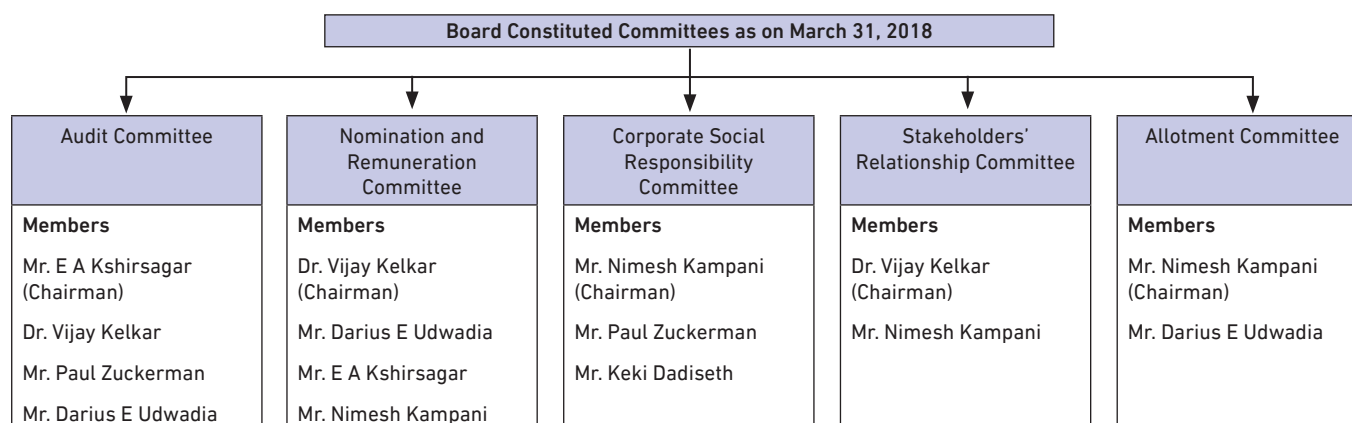 Board Constituted Committees as on March 31, 2018
Audit Committee
Members
Mr. E A Kshirsagar
(Chairman)
Dr. Vijay Kelkar
Mr. Paul Zuckerman
Mr. Darius E Udwadia
Nomination and
Remuneration
Committee
Members
Dr. Vijay Kelkar
(Chairman)
Mr. Darius E Udwadia
Mr. E A Kshirsagar
Mr. Nimesh Kampani
Corporate Social
Responsibility
Committee
Members
Mr. Nimesh Kampani
(Chairman)
Mr. Paul Zuckerman
Mr. Keki Dadiseth
Stakeholders’
Relationship Committee
Members
Dr. Vijay Kelkar
(Chairman)
Mr. Nimesh Kampani
Allotment Committee
Members
Mr. Nimesh Kampani
(Chairman)
Mr. Darius E Udwadia